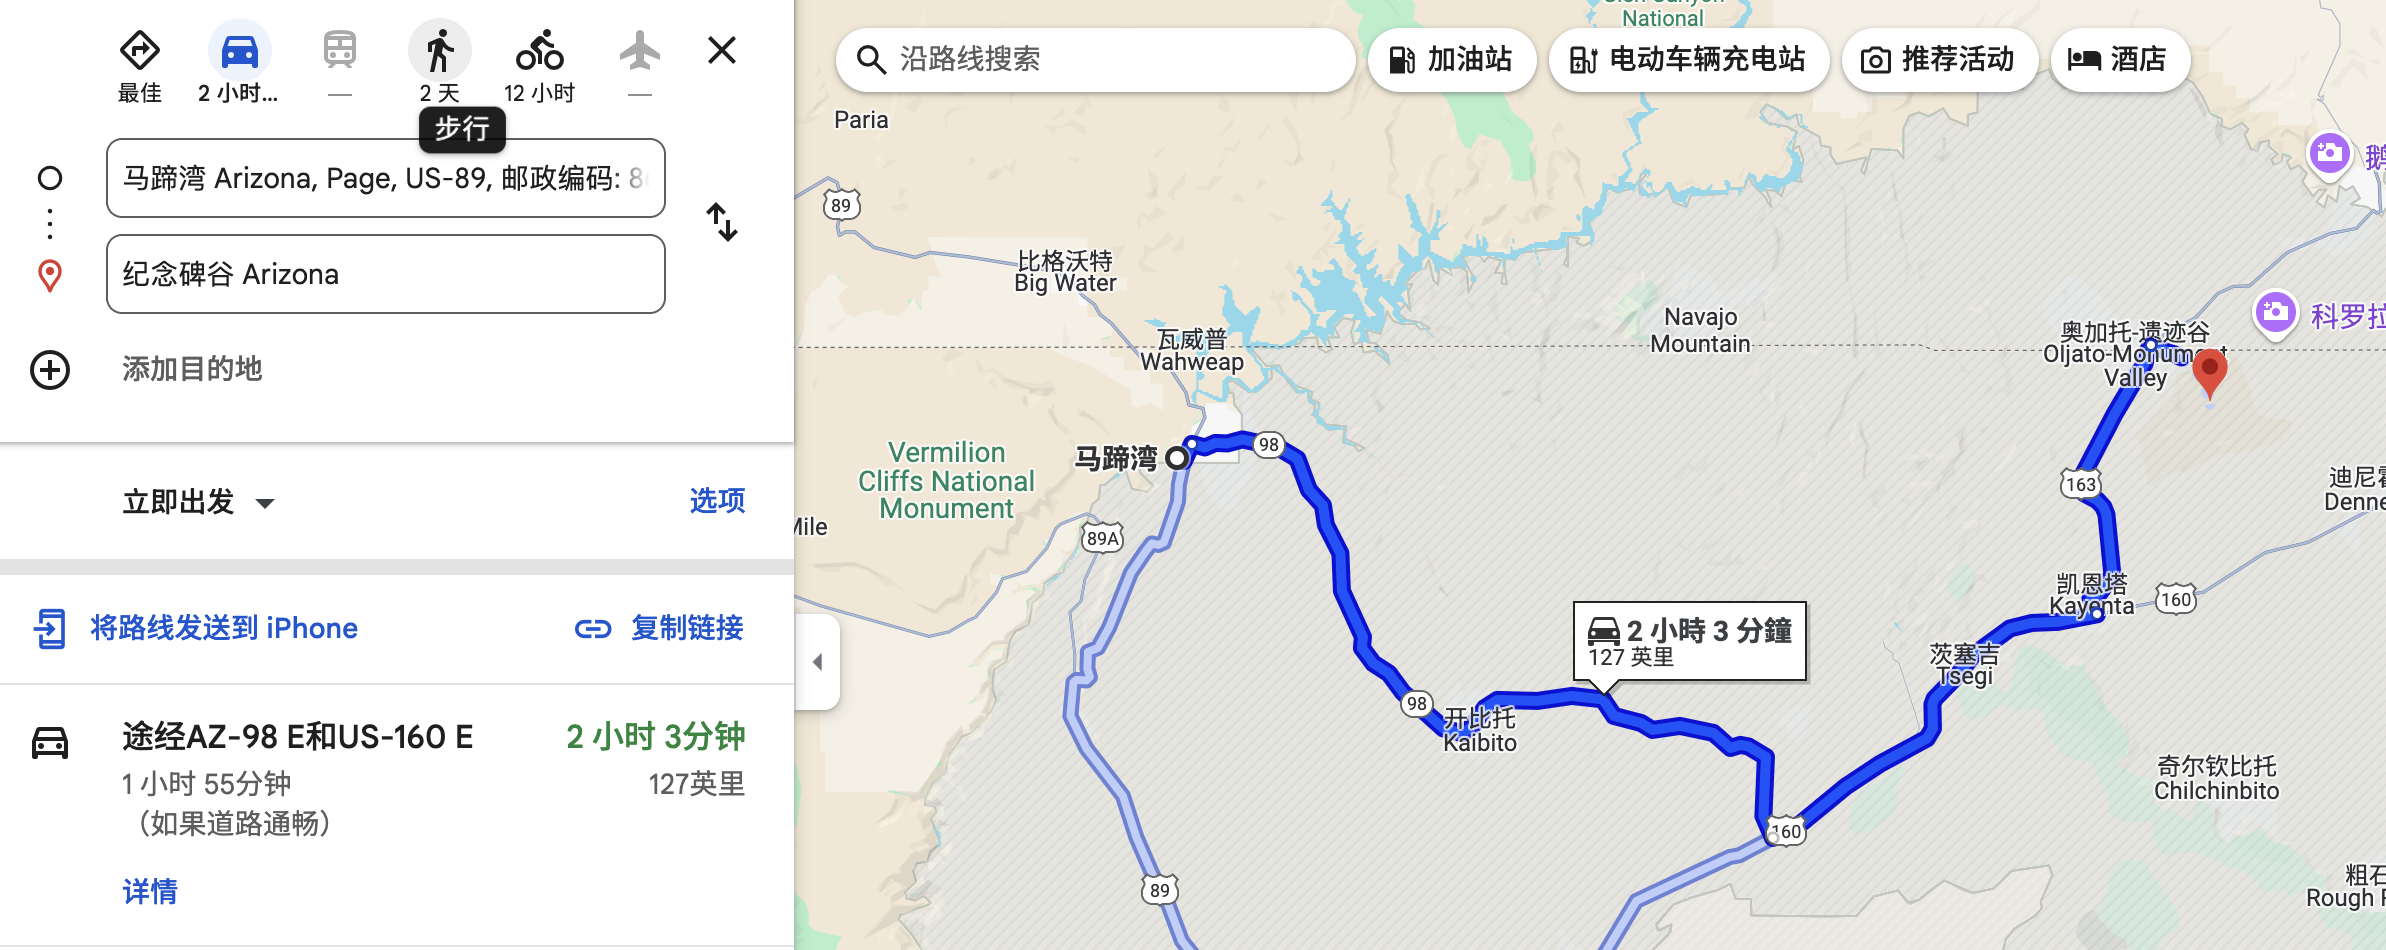 最佳
2 小时...
—
2 天
12 小时
—
步行
马蹄湾 Arizona, Page, US-89, 邮政编码: 8
纪念碑谷 Arizona
添加目的地
立即出发
选项
将路线发送到 iPhone
复制链接
途经AZ-98 E和US-160 E
2 小时 3分钟
1 小时 55分钟
127英里
（如果道路通畅）
详情
沿路线搜索
加油站
电动车辆充电站
推荐活动
酒店
National
Paria
89
比格沃特
Big Water
瓦威普
Wahweap
Navajo
Mountain
鹅
科罗拉
奥加托-遗迹谷
Oljato-Monument
Valley
Vermilion
Cliffs National
Monument
马蹄湾
98
163
迪尼
Denne
Mile
89A
凯恩塔
Kayenta
160
2 小時 3 分鐘
127 英里
茨塞吉
Tsegi
98
开比托
Kaibito
奇尔钦比托
Chilchinbito
160
89
粗石
Rough